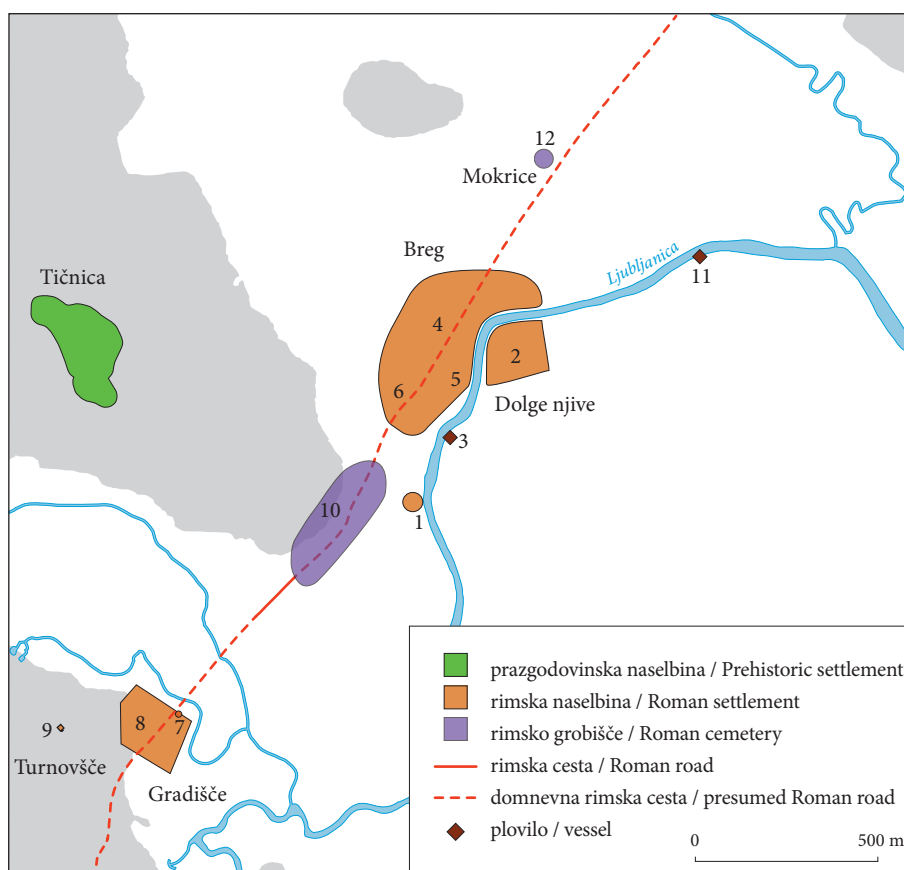 12
Mokrice
Breg
Ljubljanica
Tičnica
11
4
2
6
5
Dolge njive
3
10
1
8
7
9
Turnovšče
Gradišče
prazgodovinska naselbina / Prehistoric settlement
rimska naselbina / Roman settlement
rimsko grobišče / Roman cemetery
rimska cesta / Roman road
domnevna rimska cesta / presumed Roman road
plovilo / vessel
0 500 m